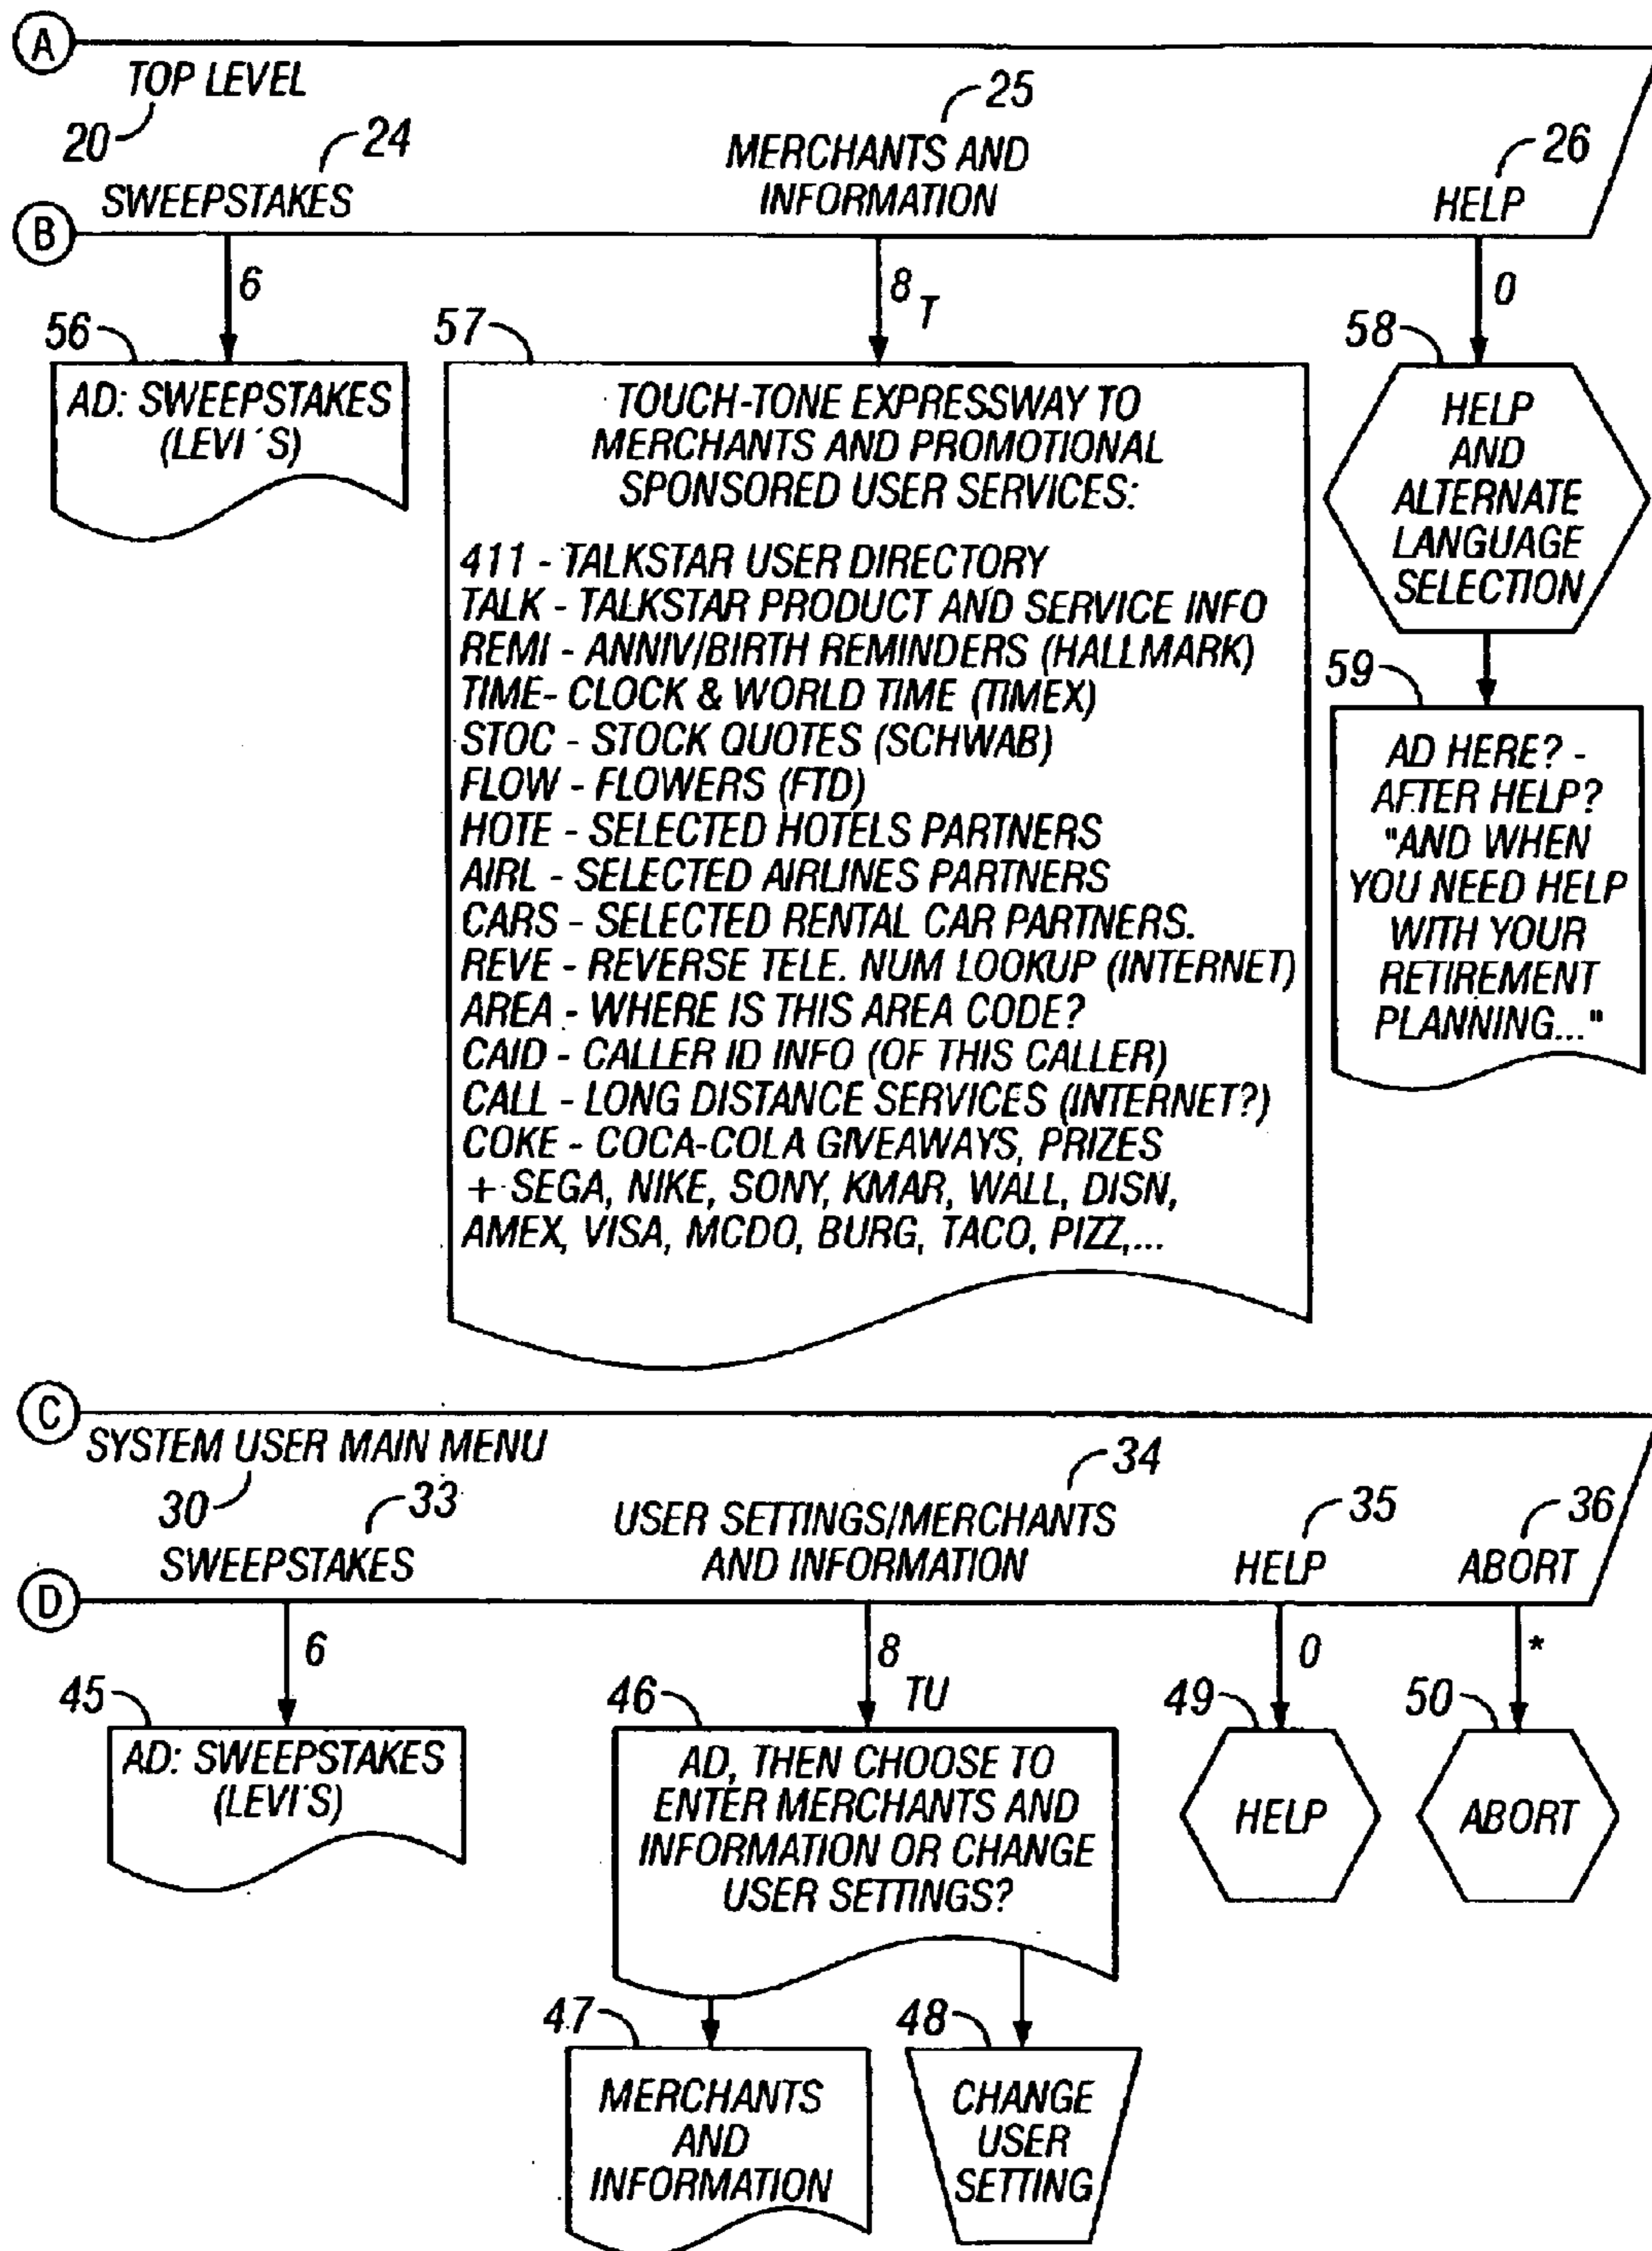 A
TOP LEVEL
20
24
25
26
SWEEPSTAKES
MERCHANTS AND
INFORMATION
HELP
B
6
8 T
0
56
AD: SWEEPSTAKES
(LEVI´S)
57
TOUCH-TONE EXPRESSWAY TO
MERCHANTS AND PROMOTIONAL
SPONSORED USER SERVICES:
411 - TALKSTAR USER DIRECTORY
TALK - TALKSTAR PRODUCT AND SERVICE INFO
REMI - ANNIV/BIRTH REMINDERS (HALLMARK)
TIME- CLOCK & WORLD TIME (TIMEX)
STOC - STOCK QUOTES (SCHWAB)
FLOW - FLOWERS (FTD)
HOTE - SELECTED HOTELS PARTNERS
AIRL - SELECTED AIRLINES PARTNERS
CARS - SELECTED RENTAL CAR PARTNERS.
REVE - REVERSE TELE. NUM LOOKUP (INTERNET)
AREA - WHERE IS THIS AREA CODE?
CAID - CALLER ID INFO (OF THIS CALLER)
CALL - LONG DISTANCE SERVICES (INTERNET?)
COKE - COCA-COLA GIVEAWAYS, PRIZES
+ SEGA, NIKE, SONY, KMAR, WALL, DISN,
AMEX, VISA, MCDO, BURG, TACO, PIZZ,...
58
HELP
AND
ALTERNATE
LANGUAGE
SELECTION
59
AD HERE? -
AFTER HELP?
"AND WHEN
YOU NEED HELP
WITH YOUR
RETIREMENT
PLANNING..."
C
SYSTEM USER MAIN MENU
30
33
34
35
36
SWEEPSTAKES
USER SETTINGS/MERCHANTS
AND INFORMATION
HELP
ABORT
D
6
8 TU
0
*
45
AD: SWEEPSTAKES
(LEVI'S)
46
AD, THEN CHOOSE TO
ENTER MERCHANTS AND
INFORMATION OR CHANGE
USER SETTINGS?
49
HELP
50
ABORT
47
MERCHANTS
AND
INFORMATION
48
CHANGE
USER
SETTING